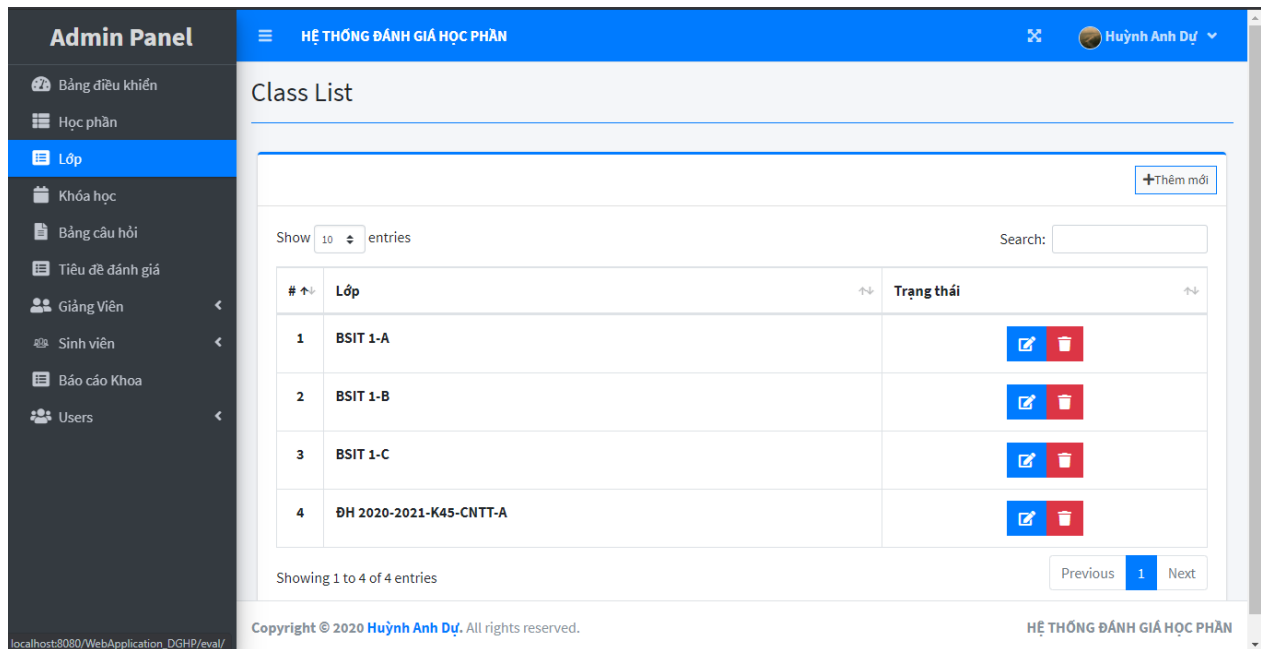 Admin Panel
HỆ THỐNG ĐÁNH GIÁ HỌC PHẦN
Huỳnh Anh Dự
Bảng điều khiển
Học phần
Lớp
Khóa học
Bảng câu hỏi
Tiêu đề đánh giá
Giảng Viên
Sinh viên
Báo cáo Khoa
Users
Class List
Thêm mới
Show 10 entries
Search:
# Lớp Trạng thái
1 BSIT 1-A
2 BSIT 1-B
3 BSIT 1-C
4 ĐH 2020-2021-K45-CNTT-A
Showing 1 to 4 of 4 entries
Previous 1 Next
Copyright © 2020 Huỳnh Anh Dự. All rights reserved.
HỆ THỐNG ĐÁNH GIÁ HỌC PHẦN
localhost:8080/WebApplication_DGHP/eval/